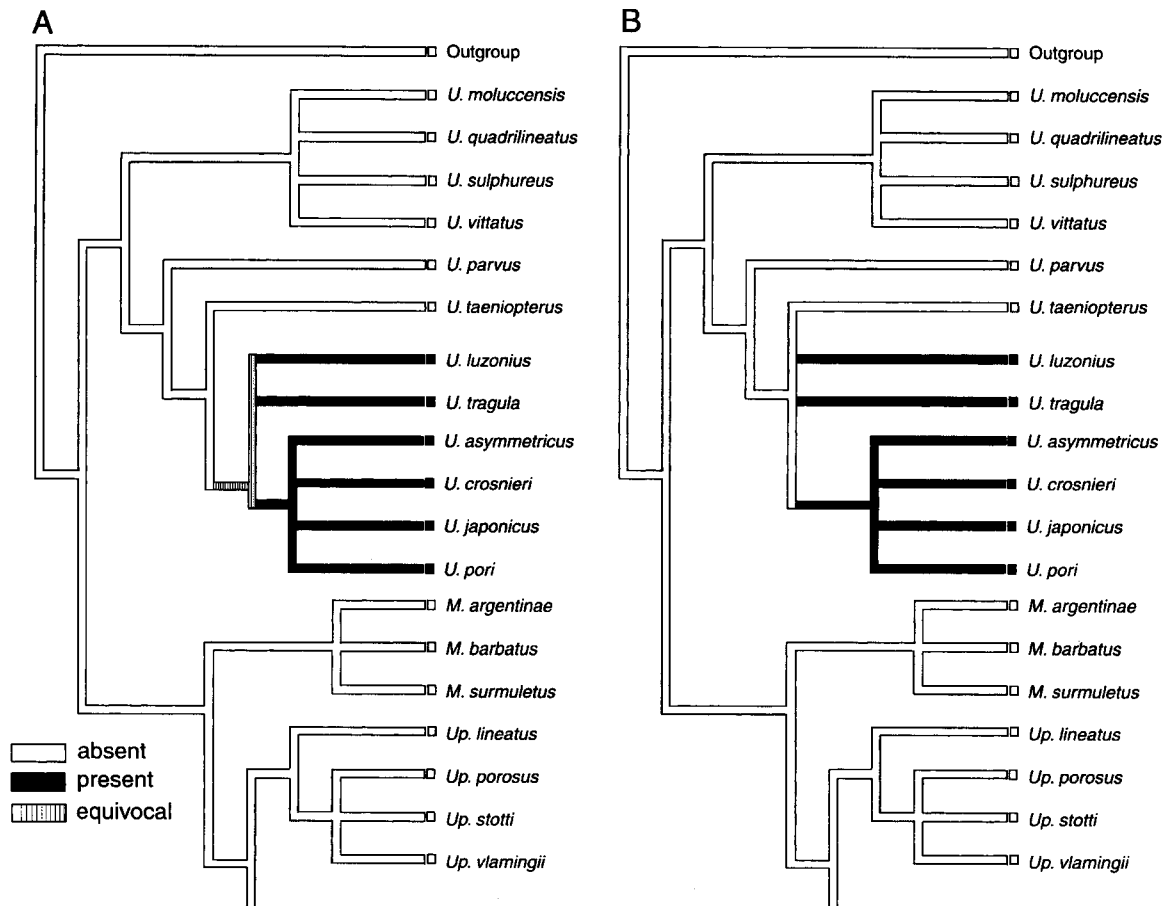 A
Outgroup
U. moluccensis
U. quadrilineatus
U. sulphureus
U. vittatus
U. parvus
U. taeniopterus
U. luzonius
U. tragula
U. asymmetricus
U. crosnieri
U. japonicus
U. pori
M. argentinae
M. barbatus
M. surmuletus
Up. lineatus
Up. porosus
Up. stotti
Up. vlamingii
absent
present
equivocal
B
Outgroup
U. moluccensis
U. quadrilineatus
U. sulphureus
U. vittatus
U. parvus
U. taeniopterus
U. luzonius
U. tragula
U. asymmetricus
U. crosnieri
U. japonicus
U. pori
M. argentinae
M. barbatus
M. surmuletus
Up. lineatus
Up. porosus
Up. stotti
Up. vlamingii